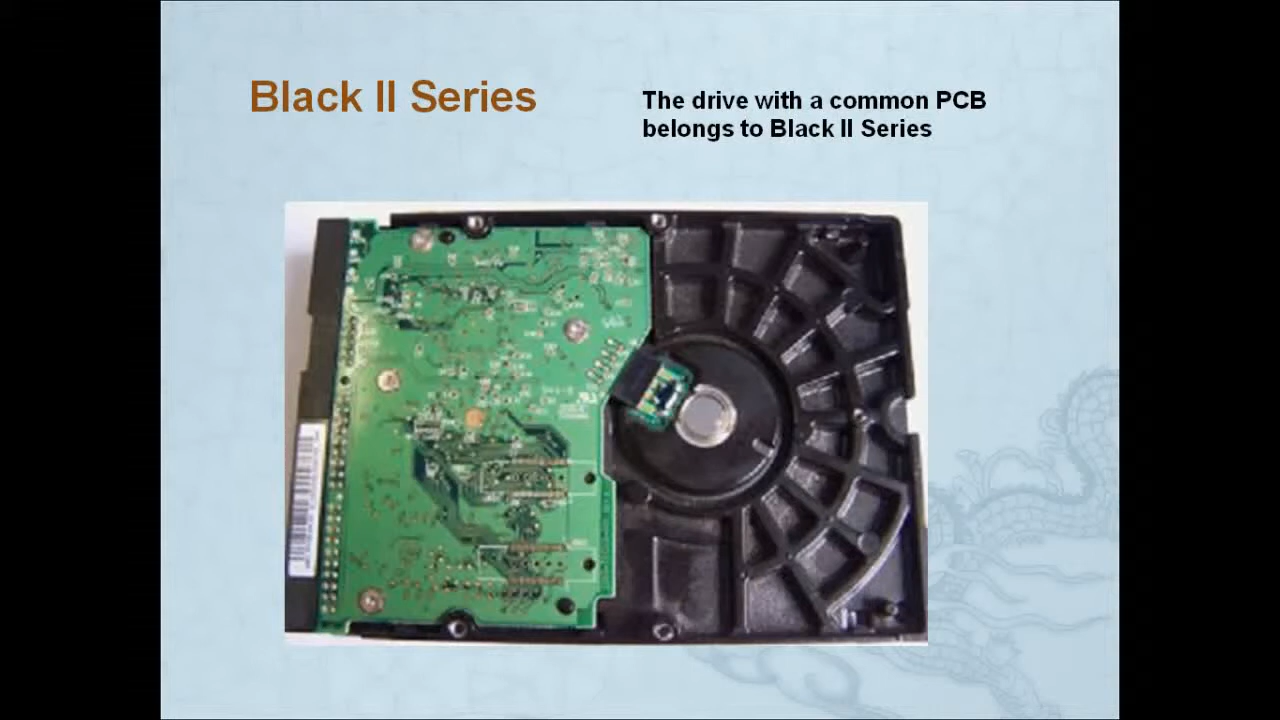 Black II Series
The drive with a common PCB
belongs to Black II Series